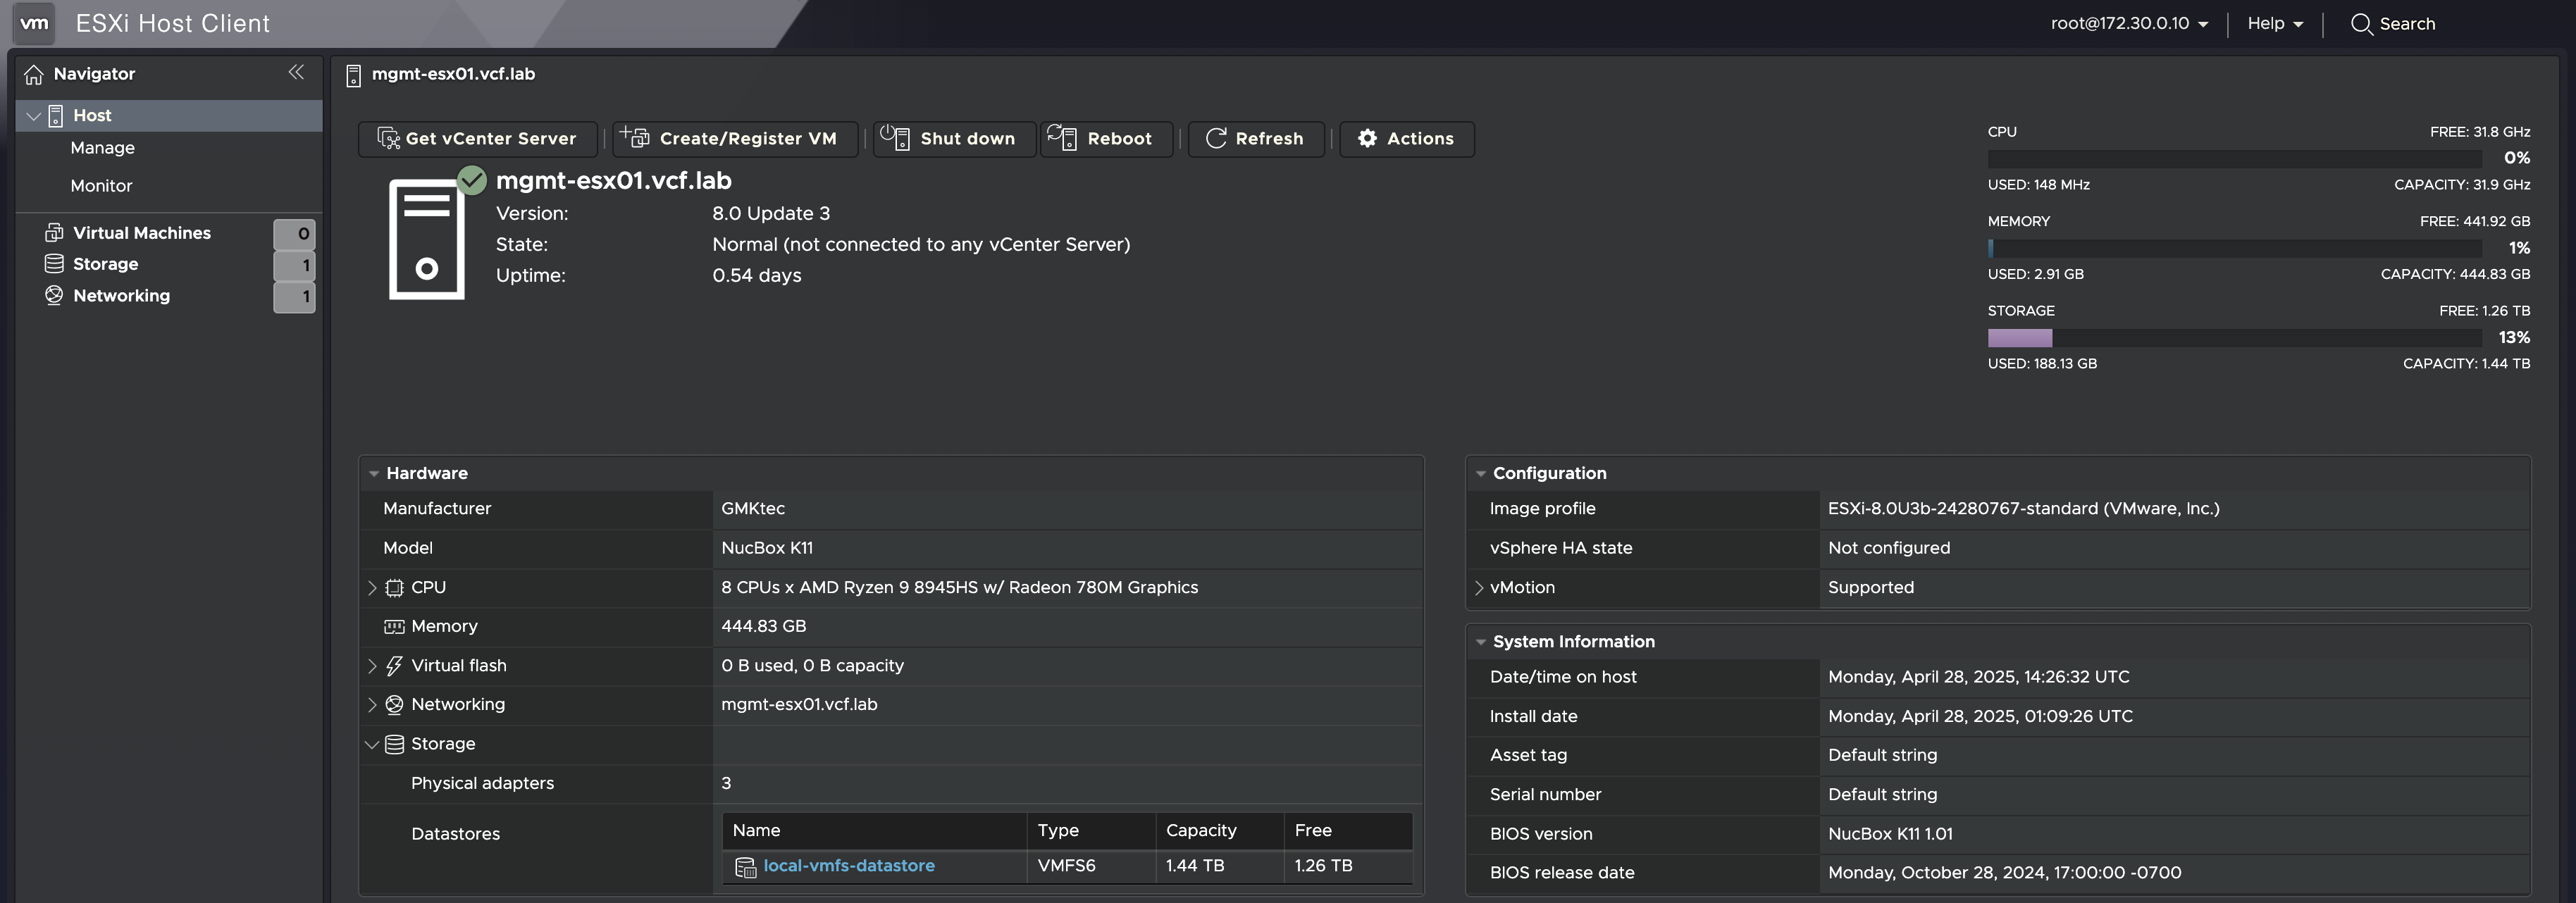 vm ESXi Host Client
root@172.30.0.10 Help Search
Navigator
Host
Manage
Monitor
Virtual Machines 0
Storage 1
Networking 1
mgmt-esx01.vcf.lab
Get vCenter Server Create/Register VM Shut down Reboot Refresh Actions
mgmt-esx01.vcf.lab
Version: 8.0 Update 3
State: Normal (not connected to any vCenter Server)
Uptime: 0.54 days
CPU FREE: 31.8 GHz
0%
USED: 148 MHz CAPACITY: 31.9 GHz
MEMORY FREE: 441.92 GB
1%
USED: 2.91 GB CAPACITY: 444.83 GB
STORAGE FREE: 1.26 TB
13%
USED: 188.13 GB CAPACITY: 1.44 TB
Hardware
Manufacturer GMKtec
Model NucBox K11
CPU 8 CPUs x AMD Ryzen 9 8945HS w/ Radeon 780M Graphics
Memory 444.83 GB
Virtual flash 0 B used, 0 B capacity
Networking mgmt-esx01.vcf.lab
Storage
Physical adapters 3
Datastores
Name Type Capacity Free
local-vmfs-datastore VMFS6 1.44 TB 1.26 TB
Configuration
Image profile ESXi-8.0U3b-24280767-standard (VMware, Inc.)
vSphere HA state Not configured
vMotion Supported
System Information
Date/time on host Monday, April 28, 2025, 14:26:32 UTC
Install date Monday, April 28, 2025, 01:09:26 UTC
Asset tag Default string
Serial number Default string
BIOS version NucBox K11 1.01
BIOS release date Monday, October 28, 2024, 17:00:00 -0700